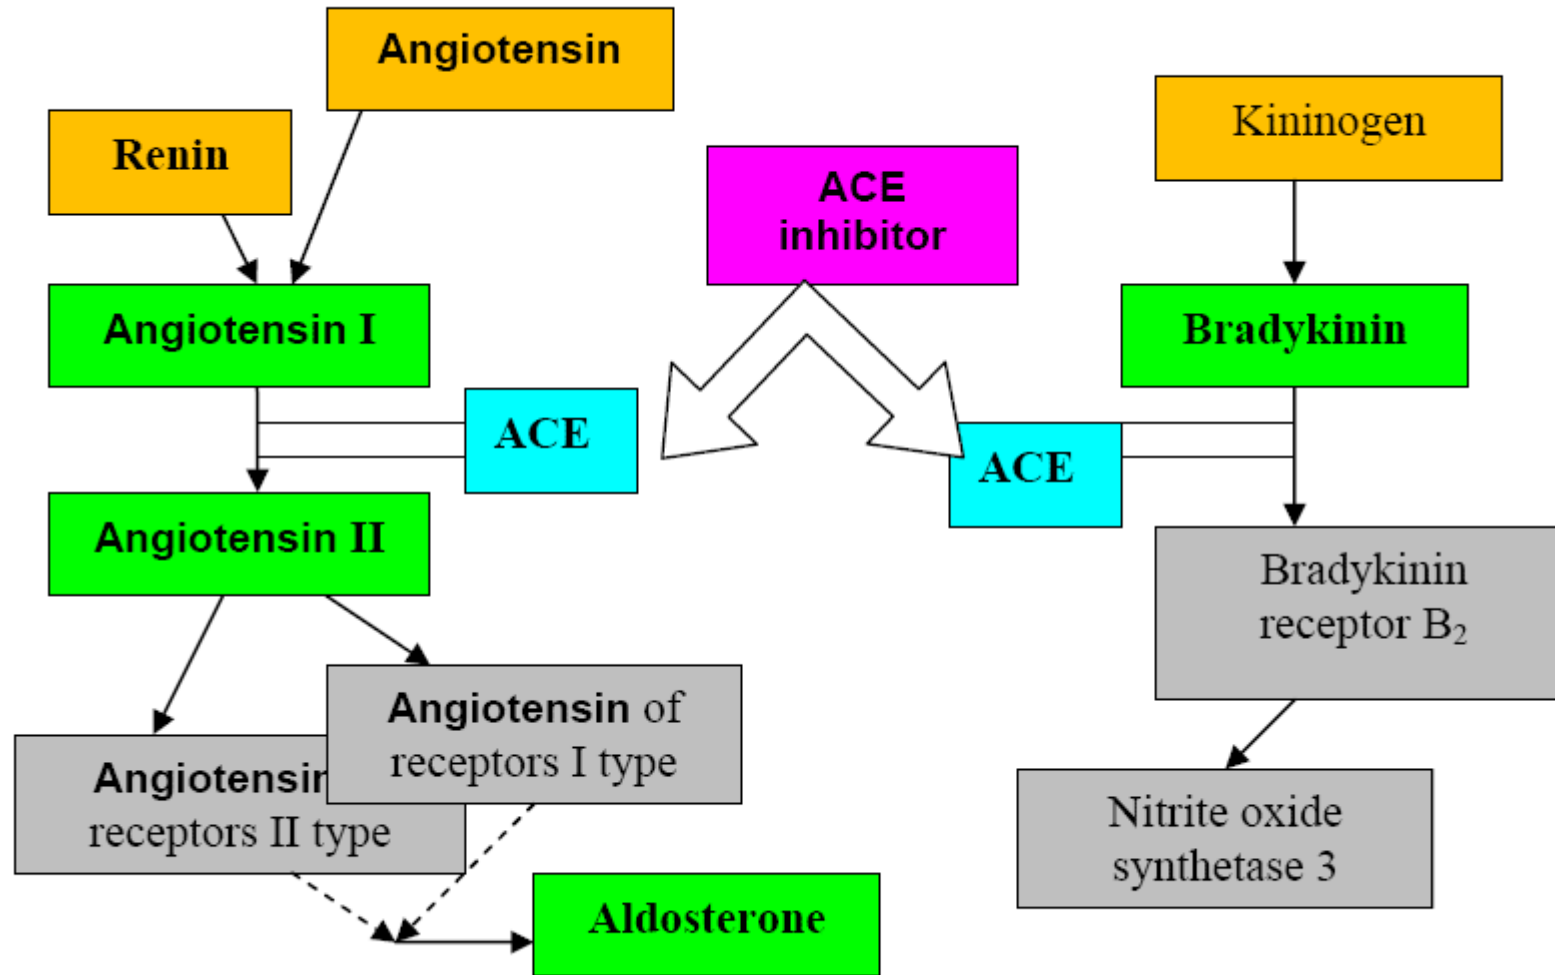 Angiotensin
Renin
Kininogen
ACE
inhibitor
Angiotensin I
Bradykinin
ACE
ACE
Angiotensin II
Bradykinin
receptor B₂
Angiotensin of
receptors I type
Angiotensin
receptors II type
Nitrite oxide
synthetase 3
Aldosterone